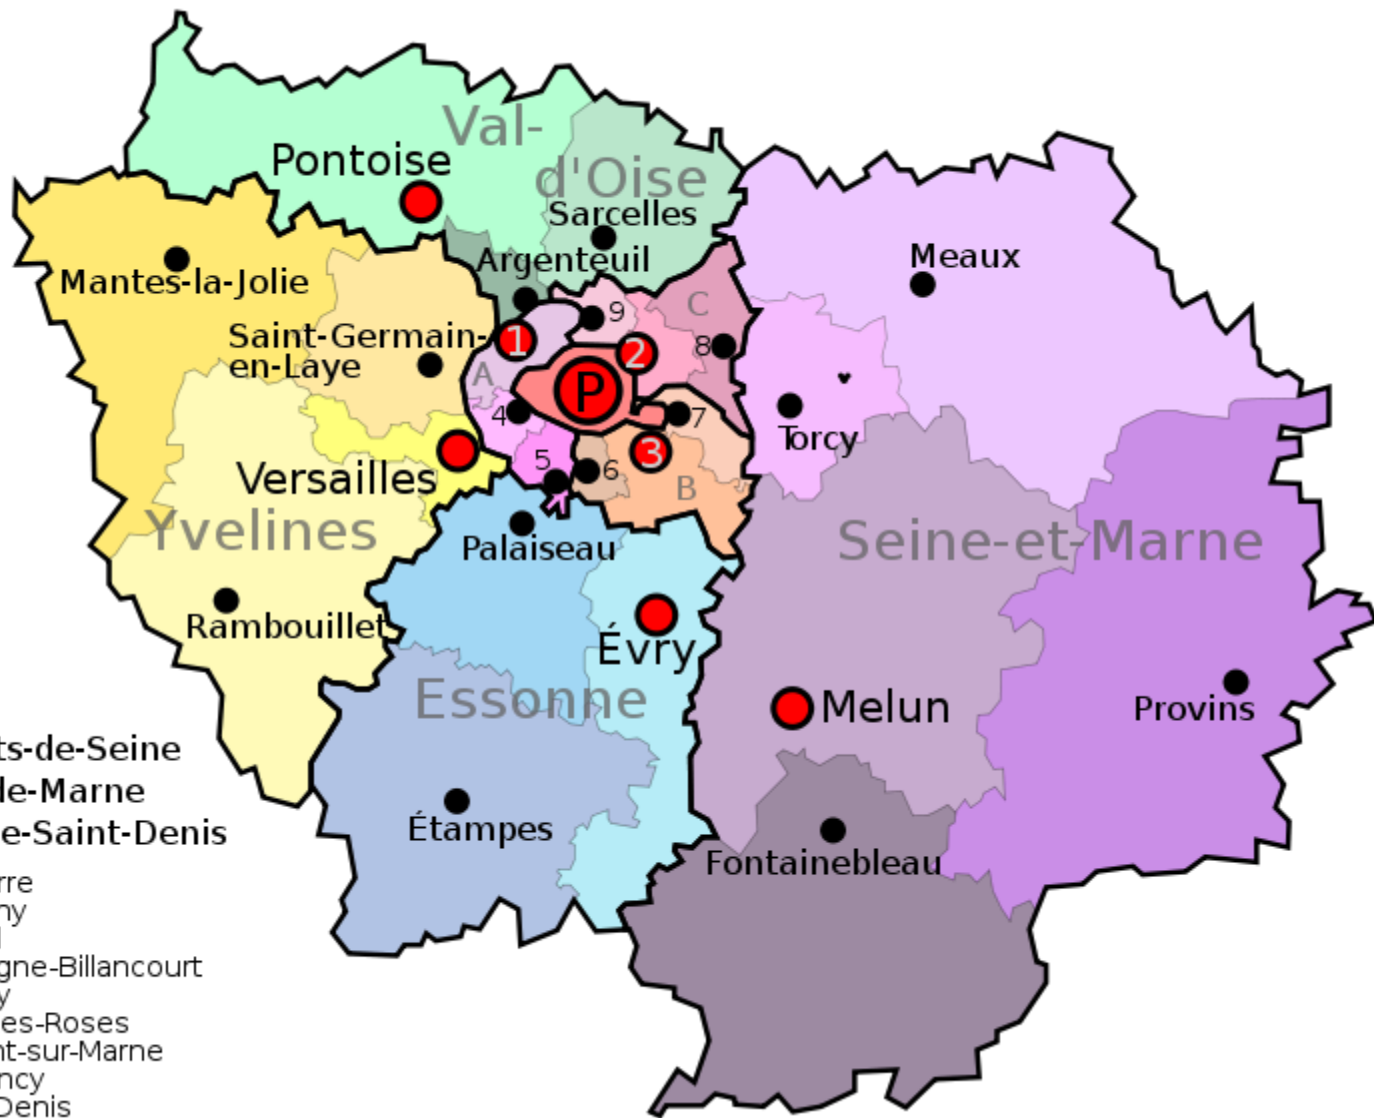 Val-
d'Oise
Pontoise
Sarcelles
Argenteuil
Mantes-la-Jolie
Meaux
Saint-Germain-
en-Laye
1
9
2
C
8
A
P
4
7
Torcy
3
5
6
B
Versailles
Yvelines
Palaiseau
Seine-et-Marne
Rambouillet
Évry
Essonne
Melun
Provins
Étampes
Fontainebleau
ts-de-Seine
de-Marne
e-Saint-Denis
rre
ny
gne-Billancourt
y
es-Roses
nt-sur-Marne
ncy
Denis